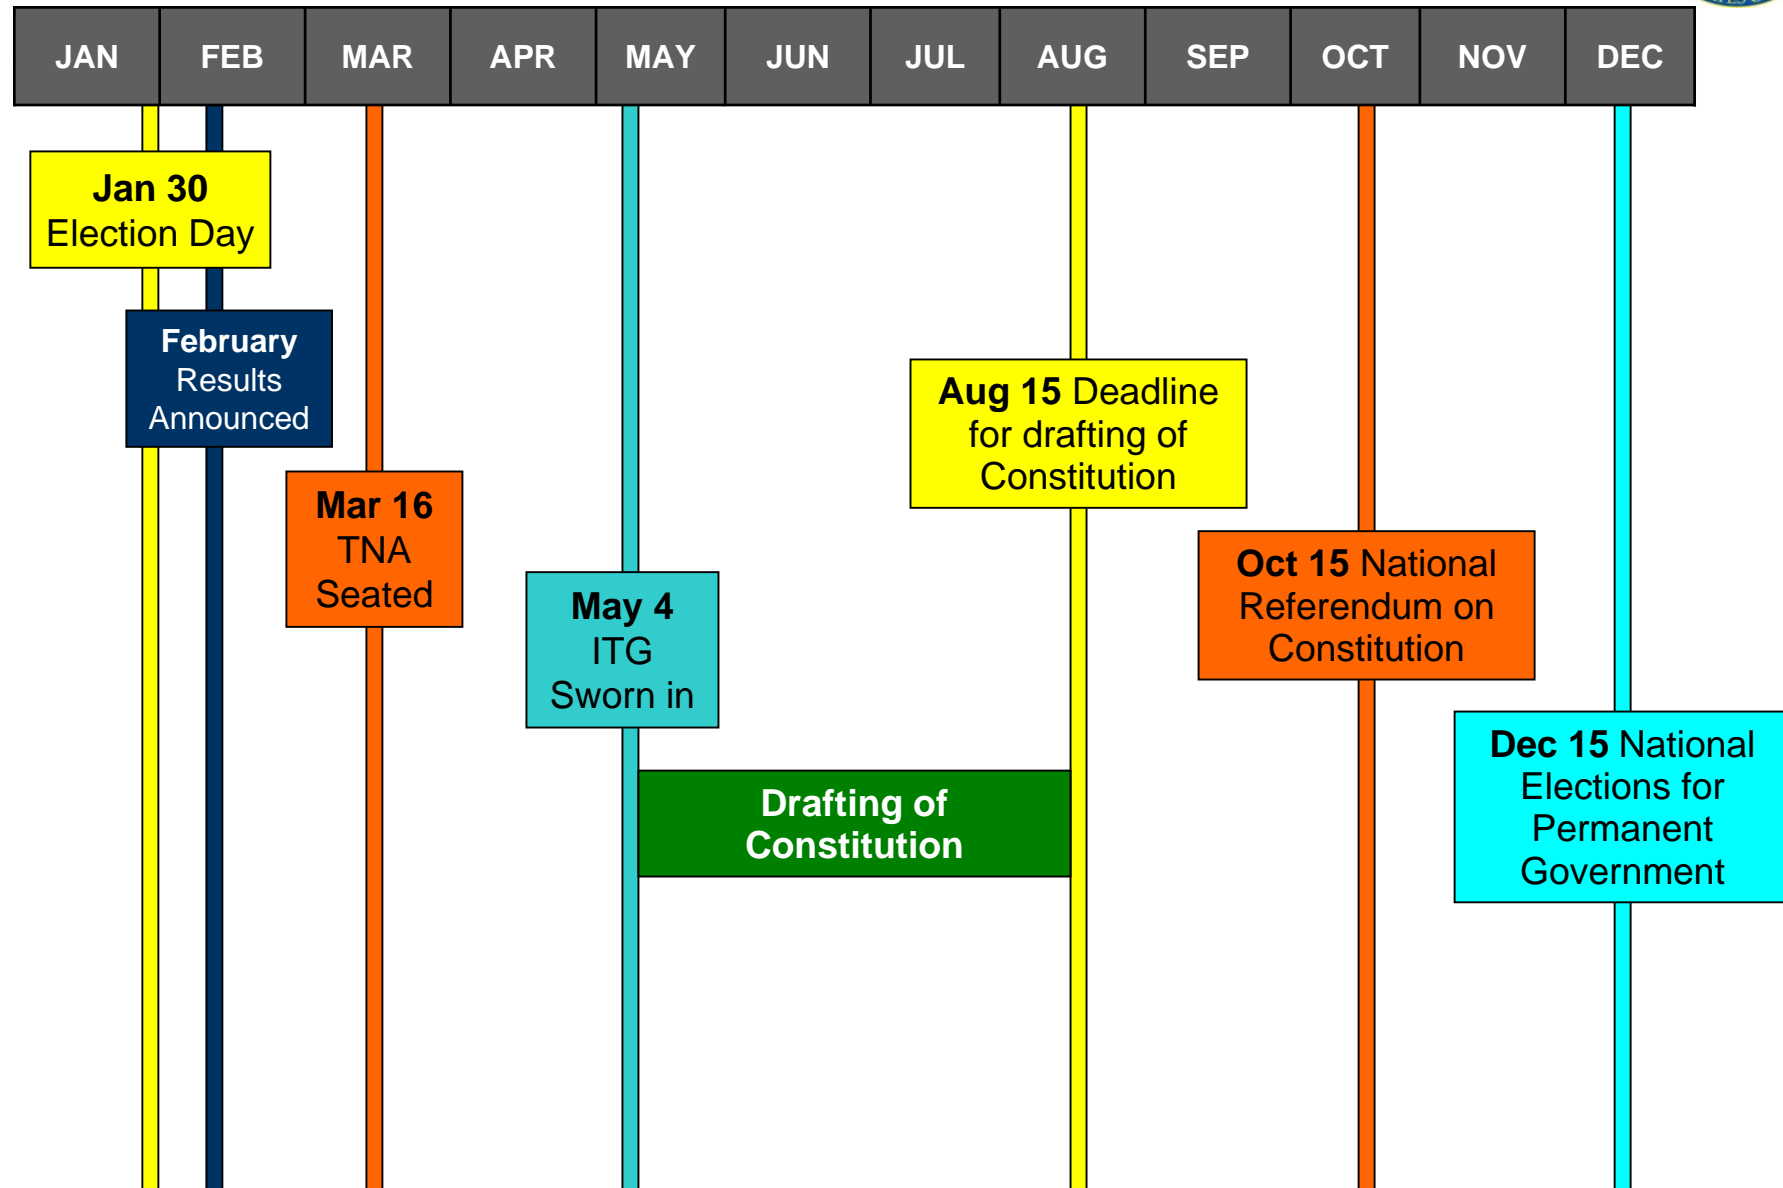 JAN FEB MAR APR MAY JUN JUL AUG SEP OCT NOV DEC
Jan 30
Election Day
February
Results
Announced
Mar 16
TNA
Seated
May 4
ITG
Sworn in
Drafting of
Constitution
Aug 15 Deadline
for drafting of
Constitution
Oct 15 National
Referendum on
Constitution
Dec 15 National
Elections for
Permanent
Government